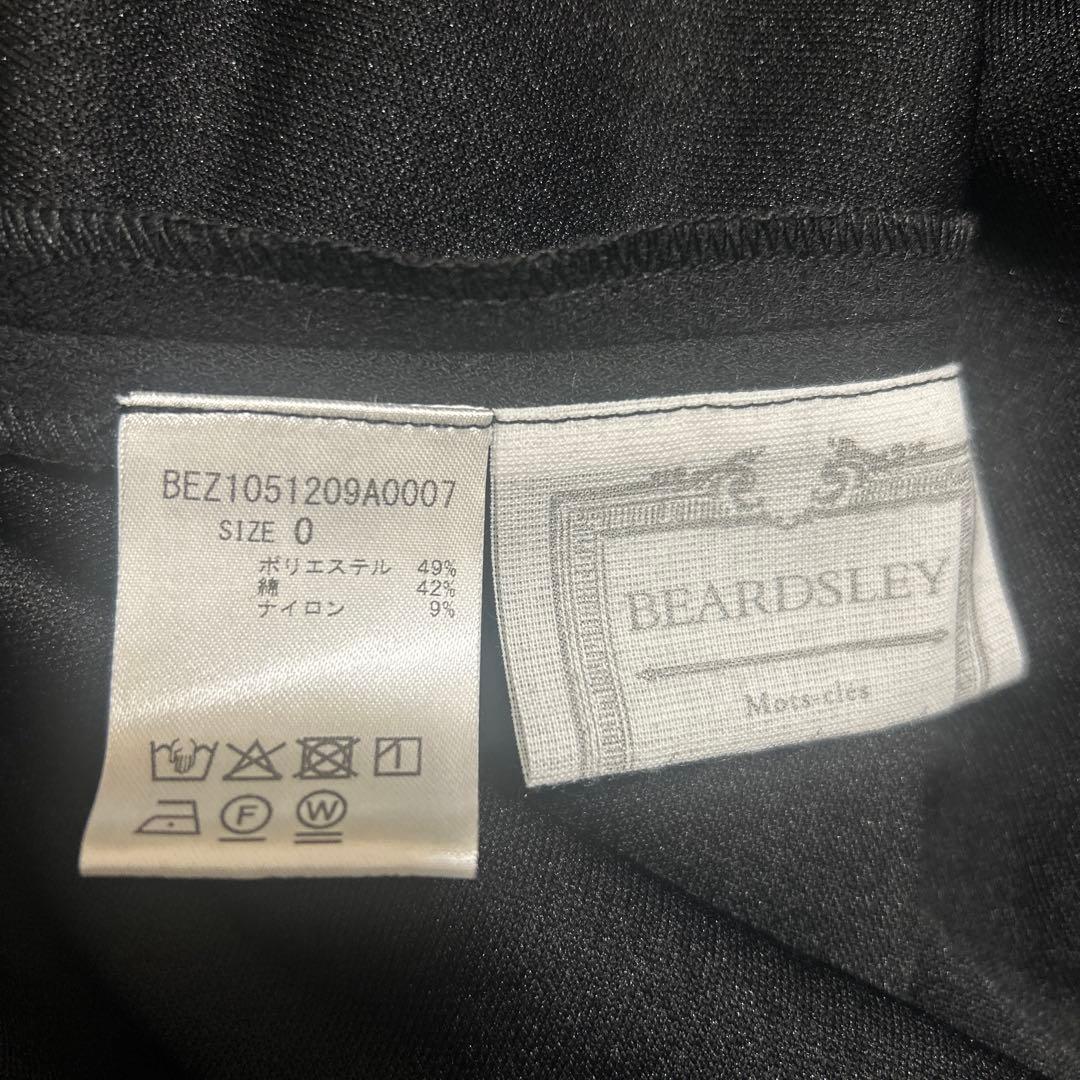 BEZ1051209A0007
SIZE 0
ポリエステル 49%
綿 42%
ナイロン 9%
F W
BEARDSLEY
Mots-clés